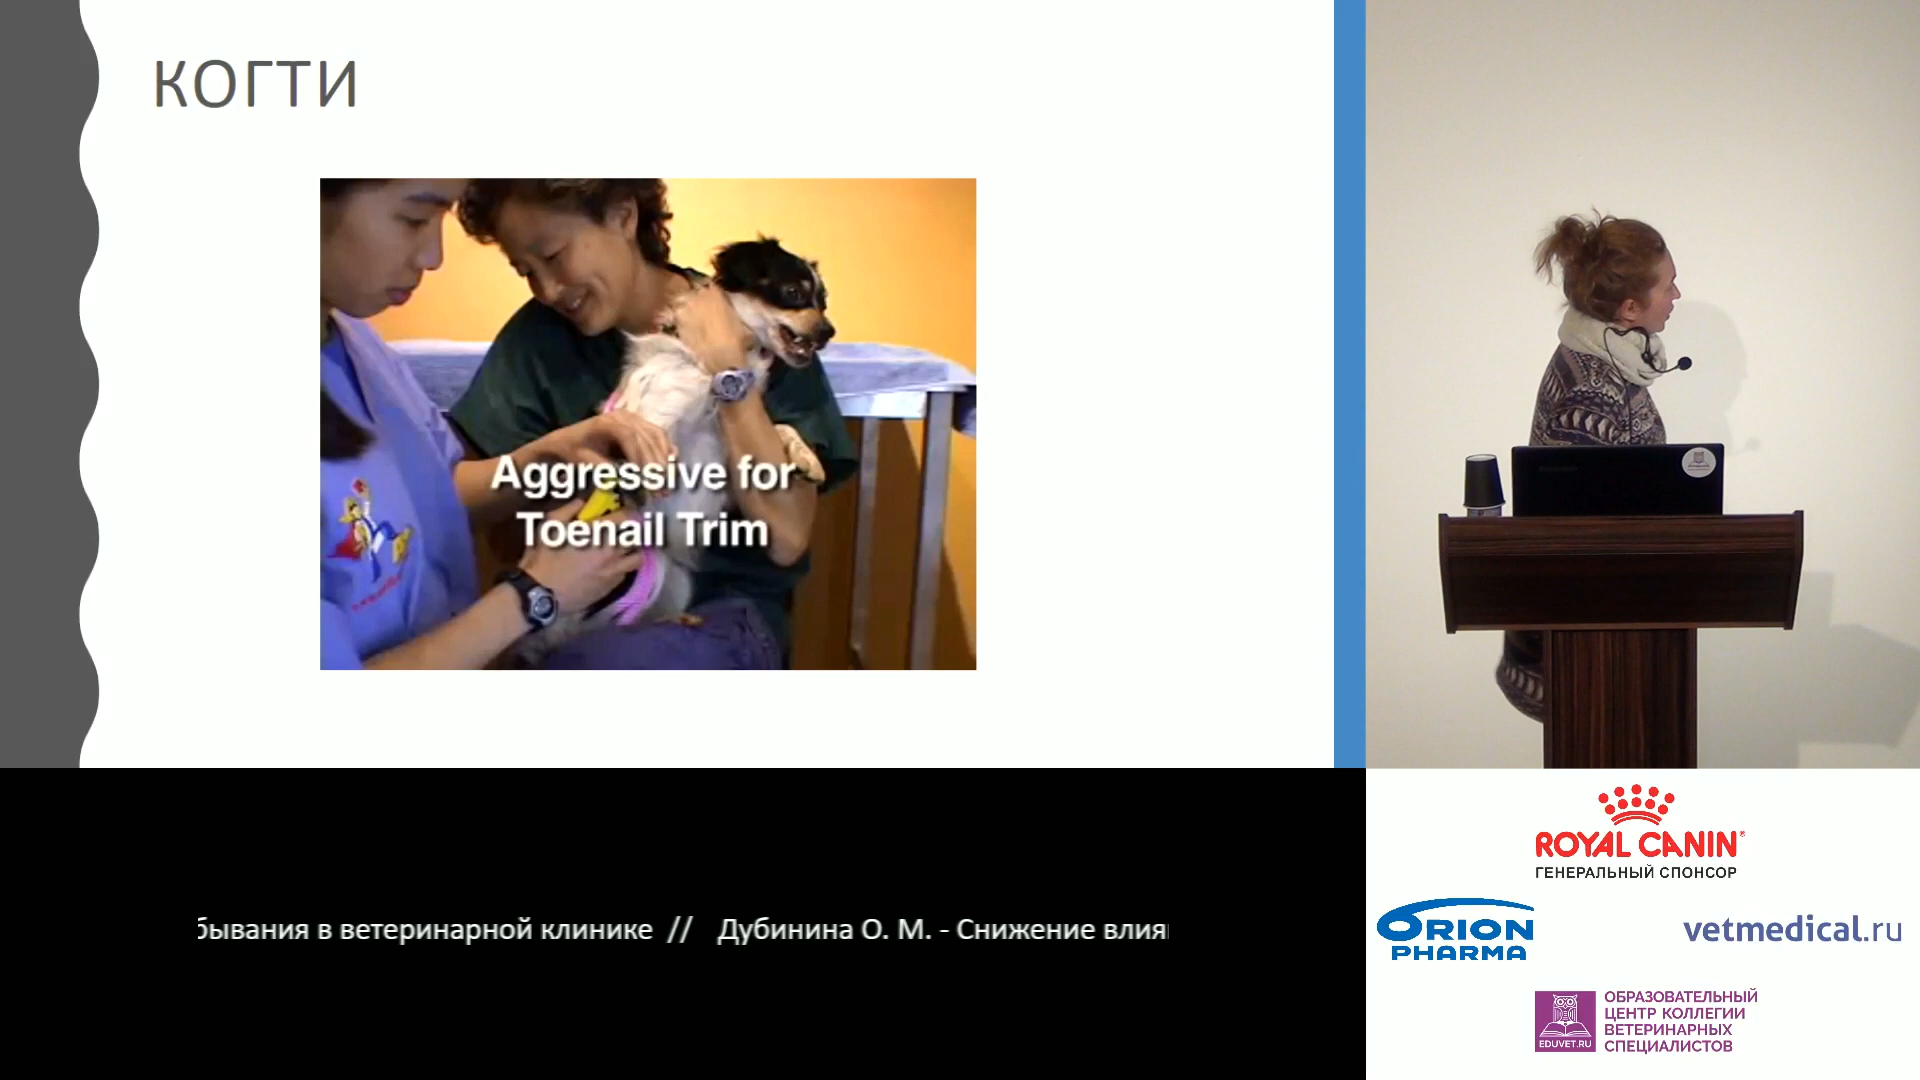 КОГТИ
Aggressive for
Toenail Trim
бывания в ветеринарной клинике // Дубинина О. М. - Снижение влия
ROYAL CANIN
ГЕНЕРАЛЬНЫЙ СПОНСОР
ORION
PHARMA
vetmedical.ru
EDUVET.RU
ОБРАЗОВАТЕЛЬНЫЙ
ЦЕНТР КОЛЛЕГИИ
ВЕТЕРИНАРНЫХ
СПЕЦИАЛИСТОВ